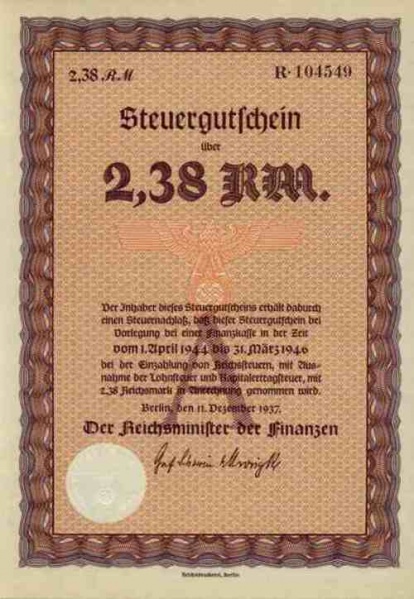 2,38 RM
R·104549
Steuergutschein
über
2,38 RM.
Der Inhaber dieses Steuergutscheins erhält dadurch
einen Steuernachlaß, daß dieser Steuergutschein bei
Vorlegung bei einer Finanzkasse in der Zeit
vom 1. April 1944 bis 31. März 1946
bei der Einzahlung von Reichssteuern, mit Aus-
nahme der Lohnsteuer und Kapitalertragsteuer, mit
2,38 Reichsmark in Anrechnung genommen wird.
Berlin, den 11. Dezember 1937.
Der Reichsminister der Finanzen
Reichsdruckerei, Berlin